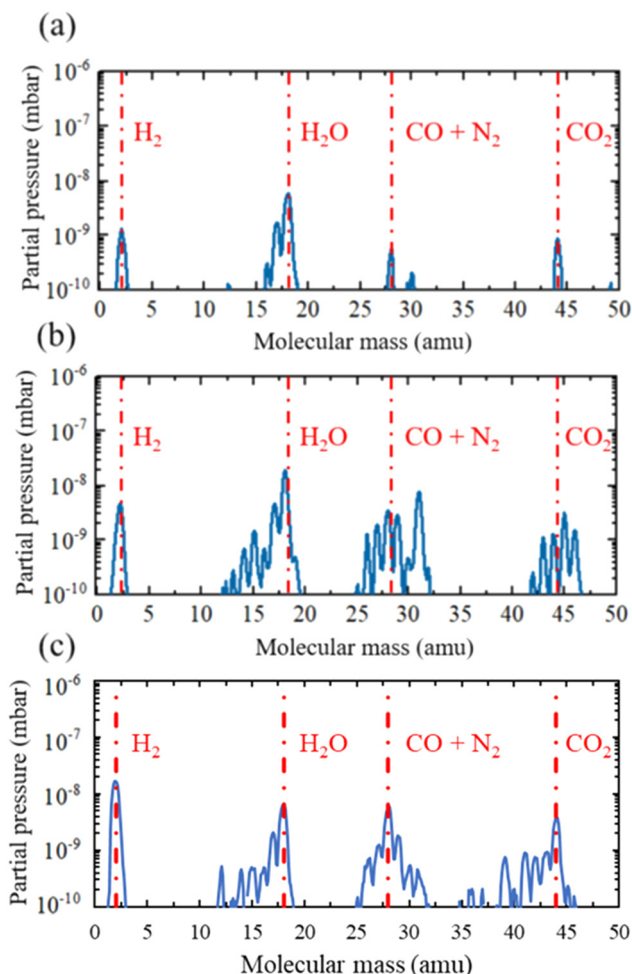 (a)
Partial pressure (mbar)
10⁻⁶
10⁻⁷
10⁻⁸
10⁻⁹
10⁻¹⁰
H₂ H₂O CO + N₂ CO₂
0 5 10 15 20 25 30 35 40 45 50
Molecular mass (amu)
(b)
Partial pressure (mbar)
10⁻⁶
10⁻⁷
10⁻⁸
10⁻⁹
10⁻¹⁰
H₂ H₂O CO + N₂ CO₂
0 5 10 15 20 25 30 35 40 45 50
Molecular mass (amu)
(c)
Partial pressure (mbar)
10⁻⁶
10⁻⁷
10⁻⁸
10⁻⁹
10⁻¹⁰
H₂ H₂O CO + N₂ CO₂
0 5 10 15 20 25 30 35 40 45 50
Molecular mass (amu)